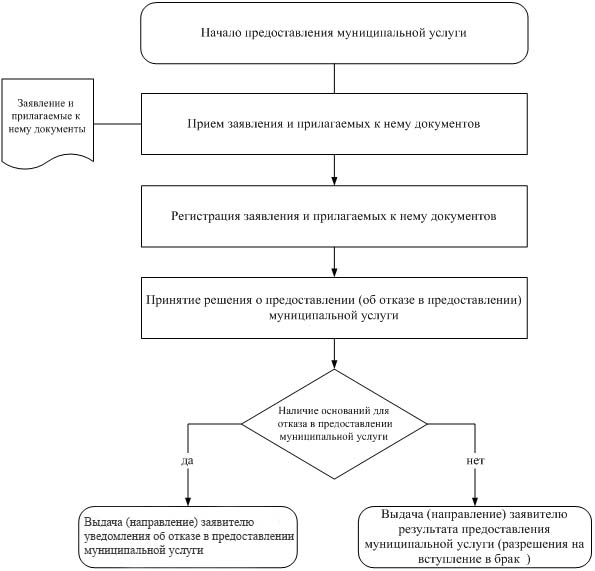 Начало предоставления муниципальной услуги
Заявление и
прилагаемые к
нему документы
Прием заявления и прилагаемых к нему документов
Регистрация заявления и прилагаемых к нему документов
Принятие решения о предоставлении (об отказе в предоставлении)
муниципальной услуги
Наличие оснований для
отказа в предоставлении
муниципальной услуги
да
нет
Выдача (направление) заявителю
уведомления об отказе в предоставлении
муниципальной услуги
Выдача (направление) заявителю
результата предоставления
муниципальной услуги (разрешения на
вступление в брак )